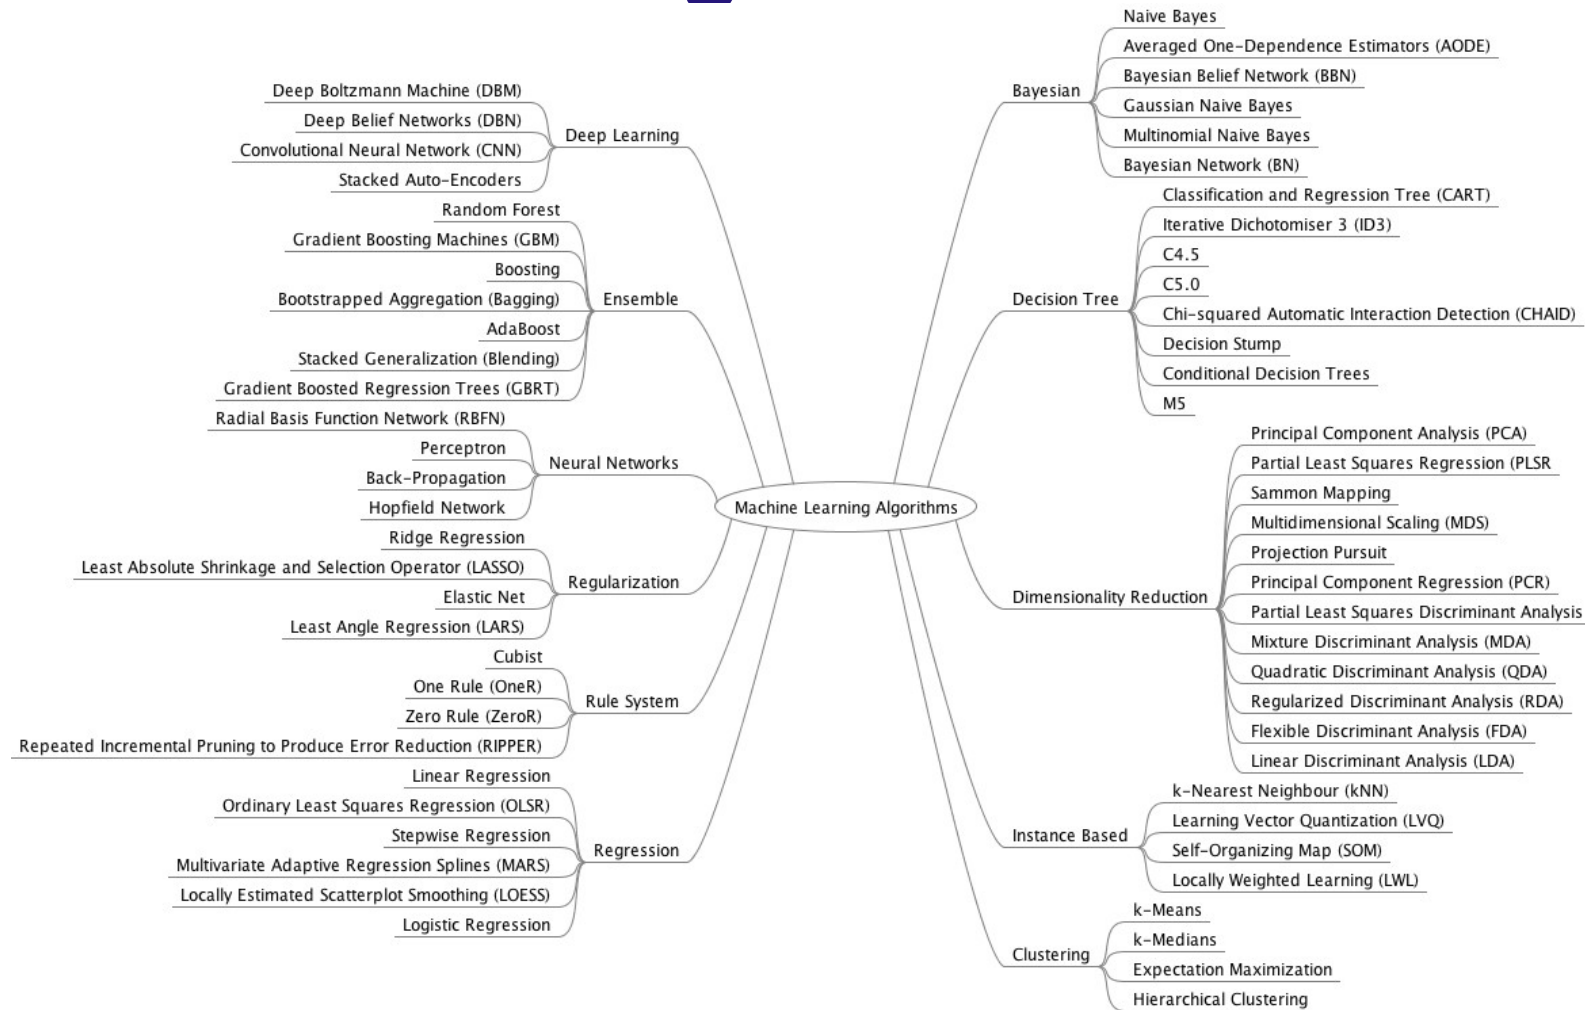 Machine Learning Algorithms
Deep Learning
Deep Boltzmann Machine (DBM)
Deep Belief Networks (DBN)
Convolutional Neural Network (CNN)
Stacked Auto-Encoders
Ensemble
Random Forest
Gradient Boosting Machines (GBM)
Boosting
Bootstrapped Aggregation (Bagging)
AdaBoost
Stacked Generalization (Blending)
Gradient Boosted Regression Trees (GBRT)
Neural Networks
Radial Basis Function Network (RBFN)
Perceptron
Back-Propagation
Hopfield Network
Regularization
Ridge Regression
Least Absolute Shrinkage and Selection Operator (LASSO)
Elastic Net
Least Angle Regression (LARS)
Rule System
Cubist
One Rule (OneR)
Zero Rule (ZeroR)
Repeated Incremental Pruning to Produce Error Reduction (RIPPER)
Regression
Linear Regression
Ordinary Least Squares Regression (OLSR)
Stepwise Regression
Multivariate Adaptive Regression Splines (MARS)
Locally Estimated Scatterplot Smoothing (LOESS)
Logistic Regression
Bayesian
Naive Bayes
Averaged One-Dependence Estimators (AODE)
Bayesian Belief Network (BBN)
Gaussian Naive Bayes
Multinomial Naive Bayes
Bayesian Network (BN)
Decision Tree
Classification and Regression Tree (CART)
Iterative Dichotomiser 3 (ID3)
C4.5
C5.0
Chi-squared Automatic Interaction Detection (CHAID)
Decision Stump
Conditional Decision Trees
M5
Dimensionality Reduction
Principal Component Analysis (PCA)
Partial Least Squares Regression (PLSR
Sammon Mapping
Multidimensional Scaling (MDS)
Projection Pursuit
Principal Component Regression (PCR)
Partial Least Squares Discriminant Analysis
Mixture Discriminant Analysis (MDA)
Quadratic Discriminant Analysis (QDA)
Regularized Discriminant Analysis (RDA)
Flexible Discriminant Analysis (FDA)
Linear Discriminant Analysis (LDA)
Instance Based
k-Nearest Neighbour (kNN)
Learning Vector Quantization (LVQ)
Self-Organizing Map (SOM)
Locally Weighted Learning (LWL)
Clustering
k-Means
k-Medians
Expectation Maximization
Hierarchical Clustering